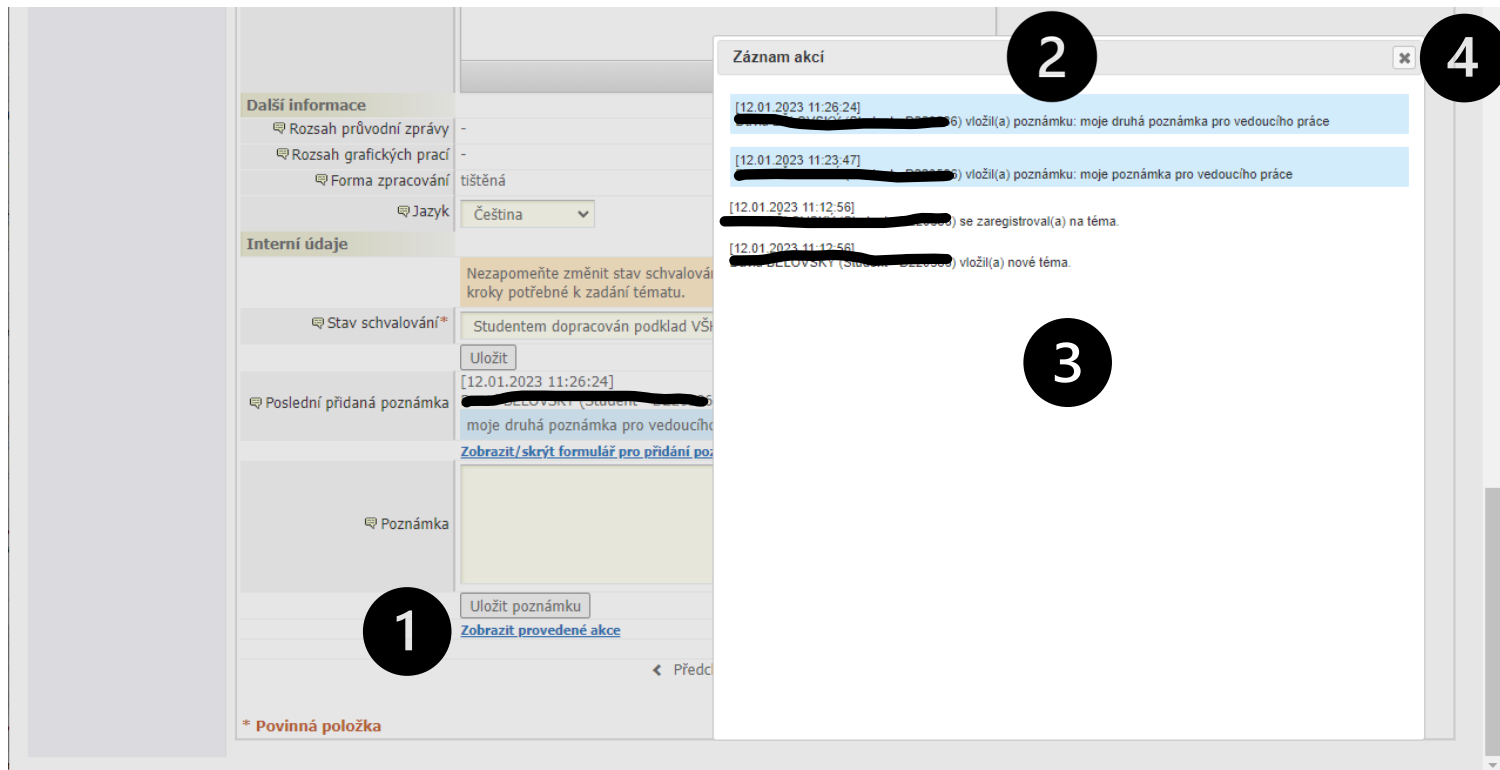 Další informace
Rozsah průvodní zprávy -
Rozsah grafických prací -
Forma zpracování tištěná
Jazyk Čeština
Interní údaje
Nezapomeňte změnit stav
kroky potřebné k zadání tématu.
Stav schvalování* Studentem dopracován podklad
Uložit
[12.01.2023 11:26:24]
Poslední přidaná poznámka
moje druhá poznámka pro
Zobrazit/skrýt formulář pro přidání
Poznámka
Uložit poznámku
1
Zobrazit provedené akce
* Povinná položka
Záznam akcí
2
4
[12.01.2023 11:26:24]
vložil(a) poznámku: moje druhá poznámka pro vedoucího práce
[12.01.2023 11:23:47]
vložil(a) poznámku: moje poznámka pro vedoucího práce
[12.01.2023 11:12:56]
se zaregistroval(a) na téma.
[12.01.2023 11:12:56]
vložil(a) nové téma.
3